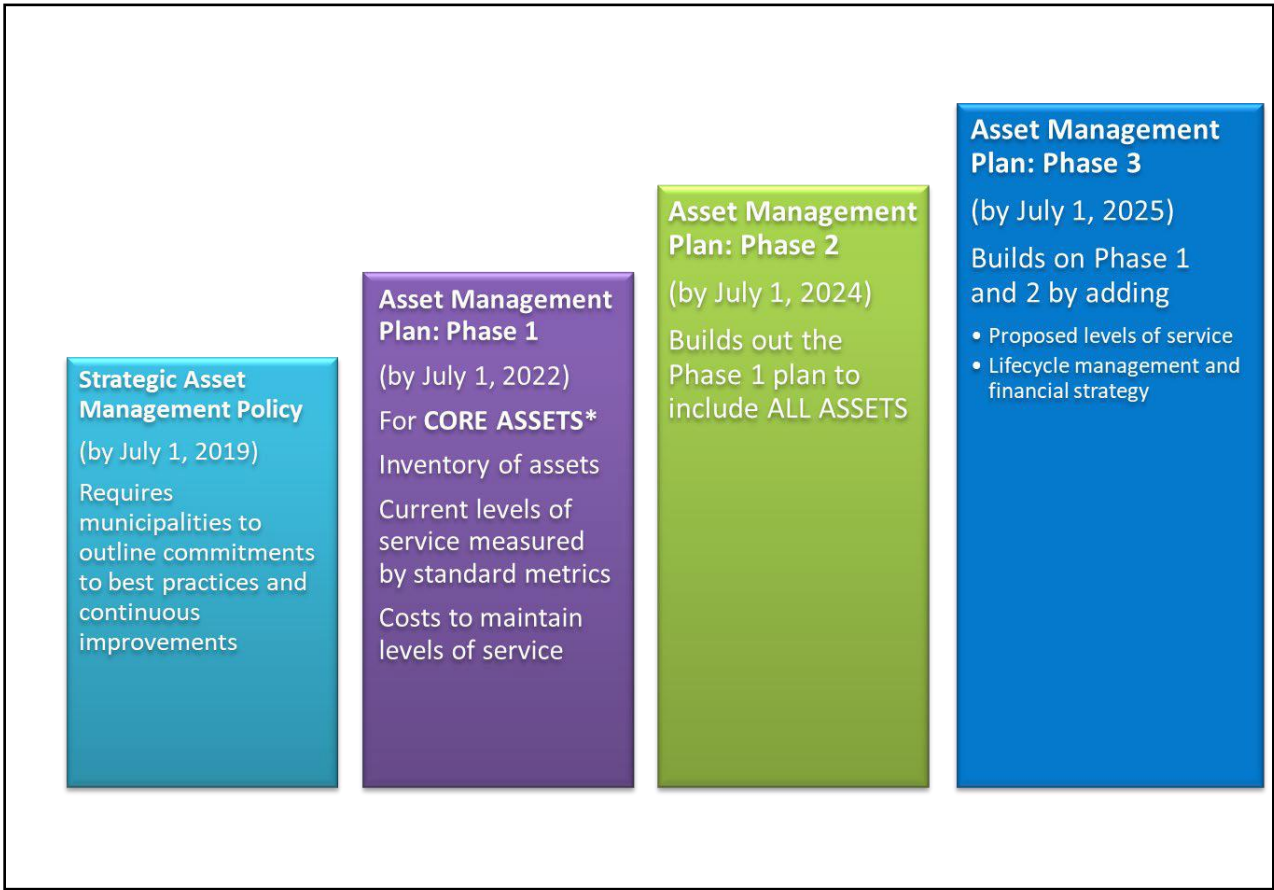 Strategic Asset
Management Policy
(by July 1, 2019)
Requires
municipalities to
outline commitments
to best practices and
continuous
improvements
Asset Management
Plan: Phase 1
(by July 1, 2022)
For CORE ASSETS*
Inventory of assets
Current levels of
service measured
by standard metrics
Costs to maintain
levels of service
Asset Management
Plan: Phase 2
(by July 1, 2024)
Builds out the
Phase 1 plan to
include ALL ASSETS
Asset Management
Plan: Phase 3
(by July 1, 2025)
Builds on Phase 1
and 2 by adding
• Proposed levels of service
• Lifecycle management and
financial strategy